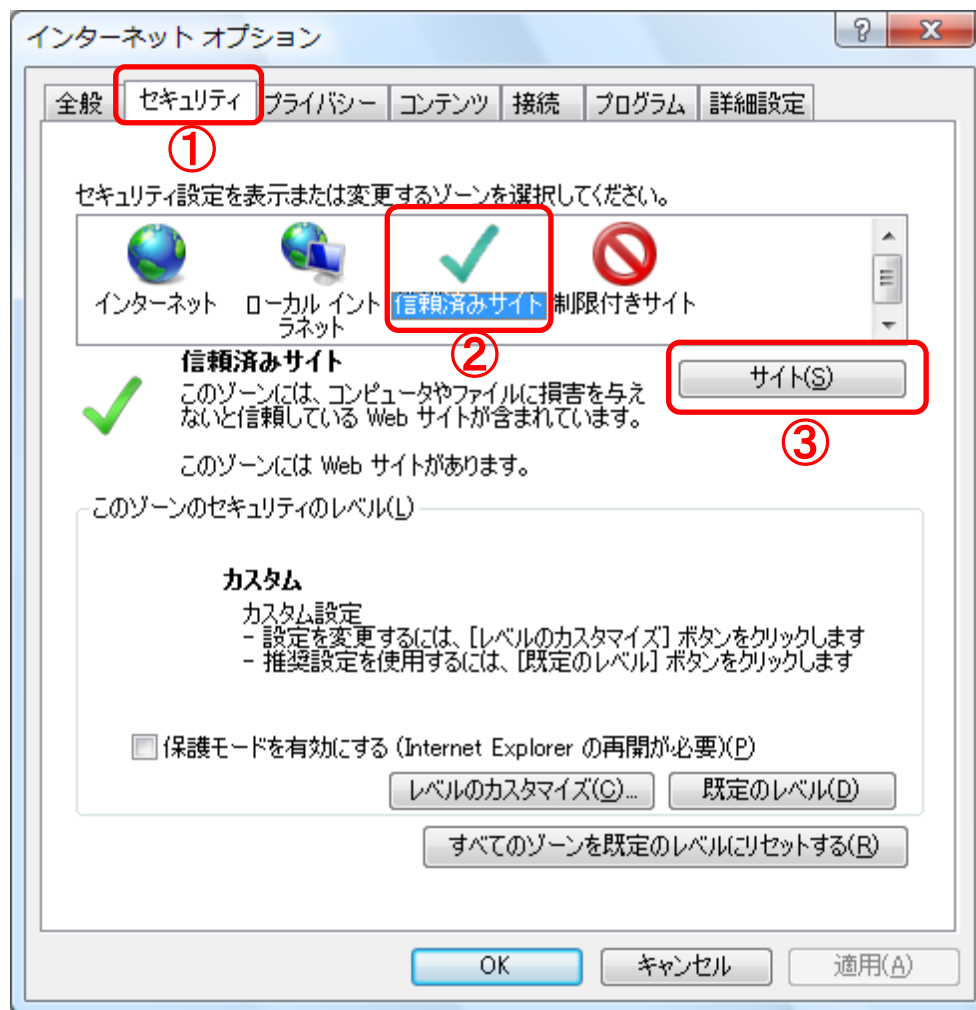 インターネット オプション
全般 セキュリティ プライバシー コンテンツ 接続 プログラム 詳細設定
①
セキュリティ設定を表示または変更するゾーンを選択してください。
インターネット
ローカル イント
ラネット
信頼済みサイト
制限付きサイト
②
信頼済みサイト
このゾーンには、コンピュータやファイルに損害を与え
ないと信頼している Web サイトが含まれています。
このゾーンには Web サイトがあります。
サイト(S)
③
このゾーンのセキュリティのレベル(L)
カスタム
カスタム設定
- 設定を変更するには、[レベルのカスタマイズ] ボタンをクリックします
- 推奨設定を使用するには、[既定のレベル] ボタンをクリックします
保護モードを有効にする (Internet Explorer の再開が必要)(P)
レベルのカスタマイズ(C)... 既定のレベル(D)
すべてのゾーンを既定のレベルにリセットする(R)
OK キャンセル 適用(A)